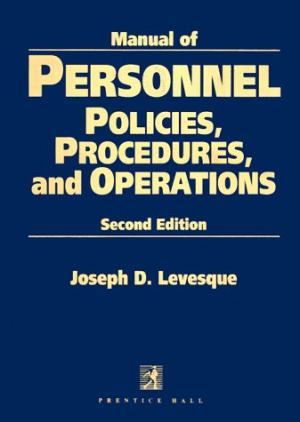 Manual of
PERSONNEL
POLICIES,
PROCEDURES,
and OPERATIONS
Second Edition
Joseph D. Levesque
PRENTICE HALL